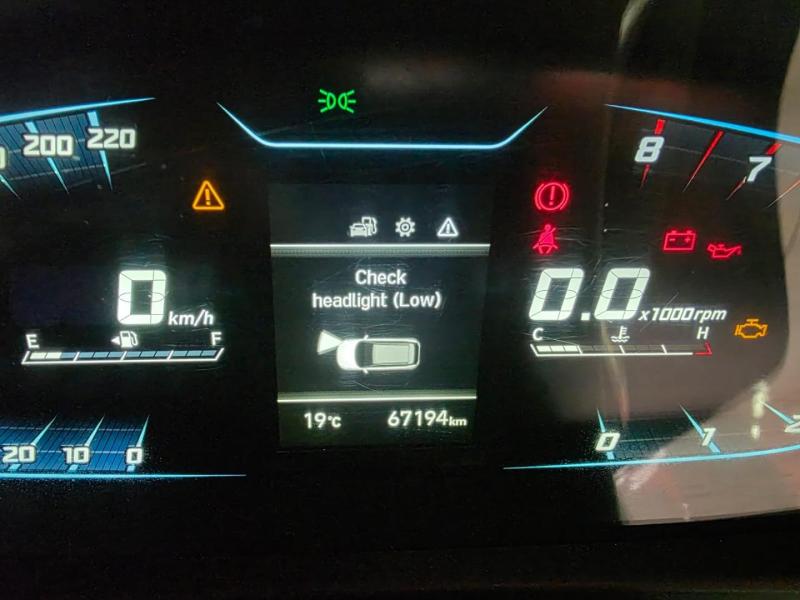 200 220
8
7
Check
headlight (Low)
0 km/h
0.0 x1000rpm
E F
C H
19°C 67194km
20 10 0
0 1 2